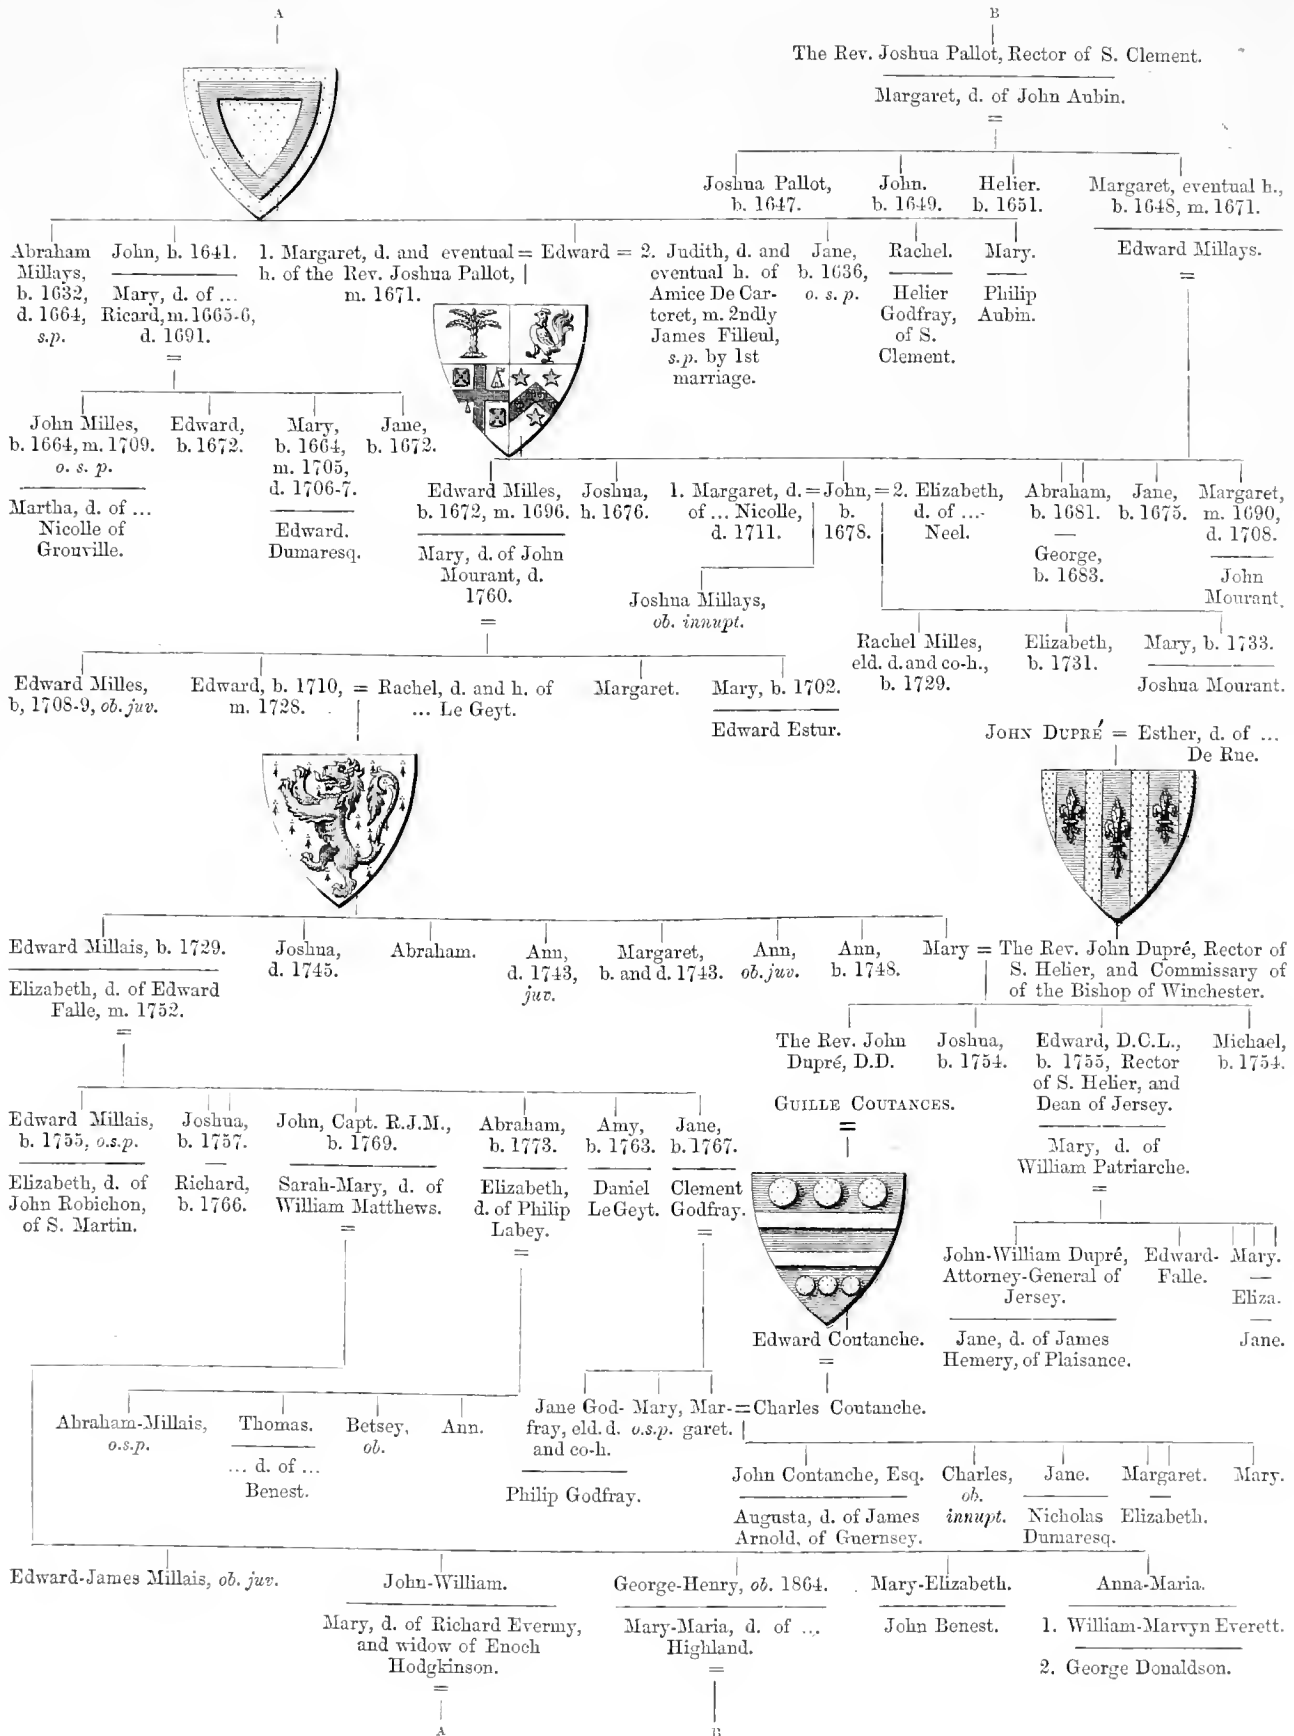 A
B
The Rev. Joshua Pallot, Rector of S. Clement.
Margaret, d. of John Aubin.
=
Joshua Pallot,
b. 1647.
John.
b. 1649.
Helier.
b. 1651.
Margaret, eventual h.,
b. 1648, m. 1671.
Edward Millays.
=
Abraham
Millays,
b. 1632,
d. 1664,
s.p.
John, b. 1641.
Mary, d. of ...
Ricard, m. 1665-6,
d. 1691.
=
1. Margaret, d. and eventual = Edward = 2. Judith, d. and
h. of the Rev. Joshua Pallot,
m. 1671.
eventual h. of
Amice De Car-
teret, m. 2ndly
James Filleul,
s.p. by 1st
marriage.
Jane,
b. 1636,
o. s. p.
Rachel.
Helier
Godfray,
of S.
Clement.
Mary.
Philip
Aubin.
John Milles,
b. 1664, m. 1709.
o. s. p.
Martha, d. of ...
Nicolle of
Grouville.
Edward,
b. 1672.
Mary,
b. 1664,
m. 1705,
d. 1706-7.
Edward.
Dumaresq.
Jane,
b. 1672.
Edward Milles,
b. 1672, m. 1696.
Mary, d. of John
Mourant, d.
1760.
=
Joshua,
b. 1676.
1. Margaret, d. = John, = 2. Elizabeth,
of ... Nicolle,
d. 1711.
b.
1678.
d. of ...
Neel.
Joshua Millays,
ob. innupt.
Abraham,
b. 1681.
—
George,
b. 1683.
Jane,
b. 1675.
Margaret,
m. 1690,
d. 1708.
John
Mourant.
Rachel Milles,
eld. d. and co-h.,
b. 1729.
Elizabeth,
b. 1731.
Mary, b. 1733.
Joshua Mourant.
Edward Milles,
b, 1708-9, ob. juv.
Edward, b. 1710, = Rachel, d. and h. of
m. 1728.
... Le Geyt.
Margaret.
Mary, b. 1702.
Edward Estur.
JOHN DUPRÉ = Esther, d. of ...
De Rue.
Edward Millais, b. 1729.
Elizabeth, d. of Edward
Falle, m. 1752.
=
Joshua,
d. 1745.
Abraham.
Ann,
d. 1743,
juv.
Margaret,
b. and d. 1743.
Ann,
ob. juv.
Ann,
b. 1748.
Mary = The Rev. John Dupré, Rector of
S. Helier, and Commissary of
of the Bishop of Winchester.
The Rev. John
Dupré, D.D.
Joshua,
b. 1754.
Edward, D.C.L.,
b. 1755, Rector
of S. Helier, and
Dean of Jersey.
Mary, d. of
William Patriarche.
=
Michael,
b. 1754.
GUILLE COUTANCES.
=
Edward Millais,
b. 1755, o.s.p.
Elizabeth, d. of
John Robichon,
of S. Martin.
Joshua,
b. 1757.
—
Richard,
b. 1766.
John, Capt. R.J.M.,
b. 1769.
Sarah-Mary, d. of
William Matthews.
=
Abraham,
b. 1773.
Elizabeth,
d. of Philip
Labey.
=
Amy,
b. 1763.
Daniel
LeGeyt.
Jane,
b. 1767.
Clement
Godfray.
=
John-William Dupré,
Attorney-General of
Jersey.
Jane, d. of James
Hemery, of Plaisance.
Edward-
Falle.
Mary.
—
Eliza.
—
Jane.
Edward Coutanche.
=
Abraham-Millais,
o.s.p.
Thomas.
... d. of ...
Benest.
Betsey,
ob.
Ann.
Jane God- Mary, Mar- = Charles Coutanche.
fray, eld. d. o.s.p. garet.
and co-h.
Philip Godfray.
John Coutanche, Esq.
Augusta, d. of James
Arnold, of Guernsey.
Charles,
ob.
innupt.
Jane.
Nicholas
Dumaresq.
Margaret.
—
Elizabeth.
Mary.
Edward-James Millais, ob. juv.
John-William.
Mary, d. of Richard Evermy,
and widow of Enoch
Hodgkinson.
=
A
George-Henry, ob. 1864.
Mary-Maria, d. of ...
Highland.
=
B
Mary-Elizabeth.
John Benest.
Anna-Maria.
1. William-Marvyn Everett.
2. George Donaldson.